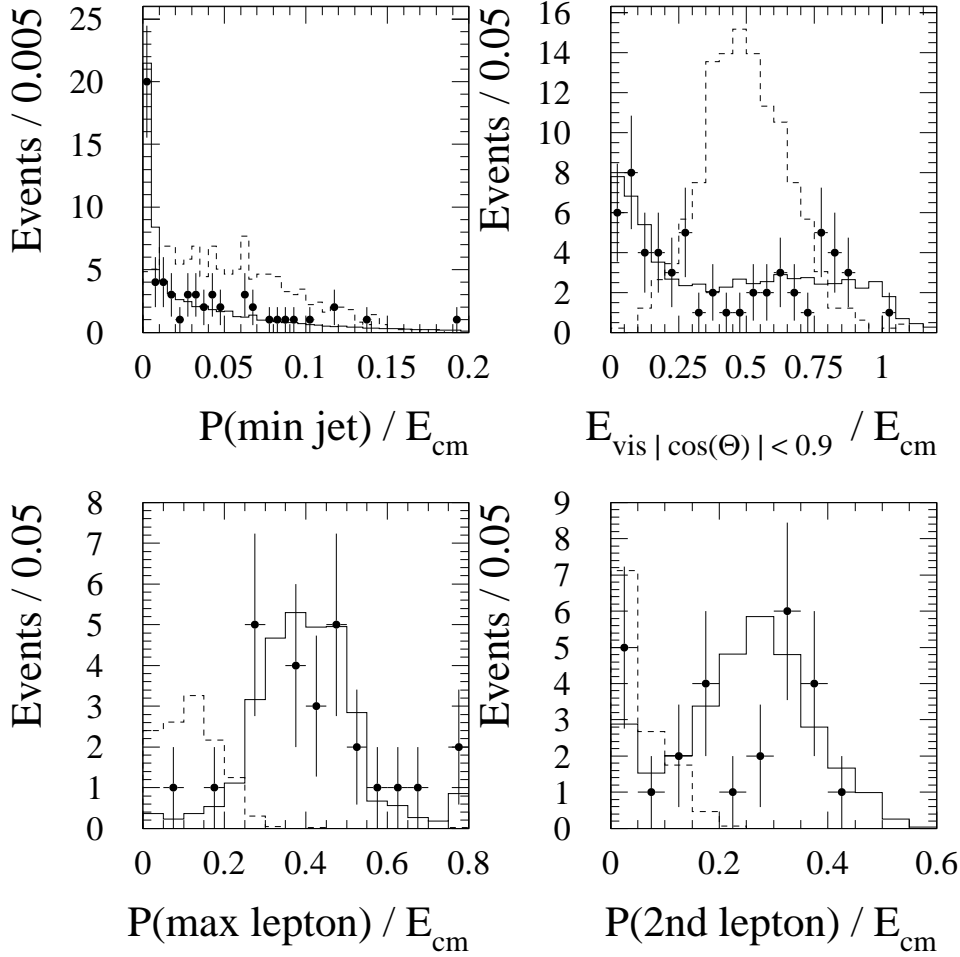 Events / 0.005
25
20
15
10
5
0
0 0.05 0.1 0.15 0.2
P(min jet) / E_cm
Events / 0.05
16
14
12
10
8
6
4
2
0
0 0.25 0.5 0.75 1
E_vis | cos(Θ) | < 0.9 / E_cm
Events / 0.05
8
7
6
5
4
3
2
1
0
0 0.2 0.4 0.6 0.8
P(max lepton) / E_cm
Events / 0.05
9
8
7
6
5
4
3
2
1
0
0 0.2 0.4 0.6
P(2nd lepton) / E_cm